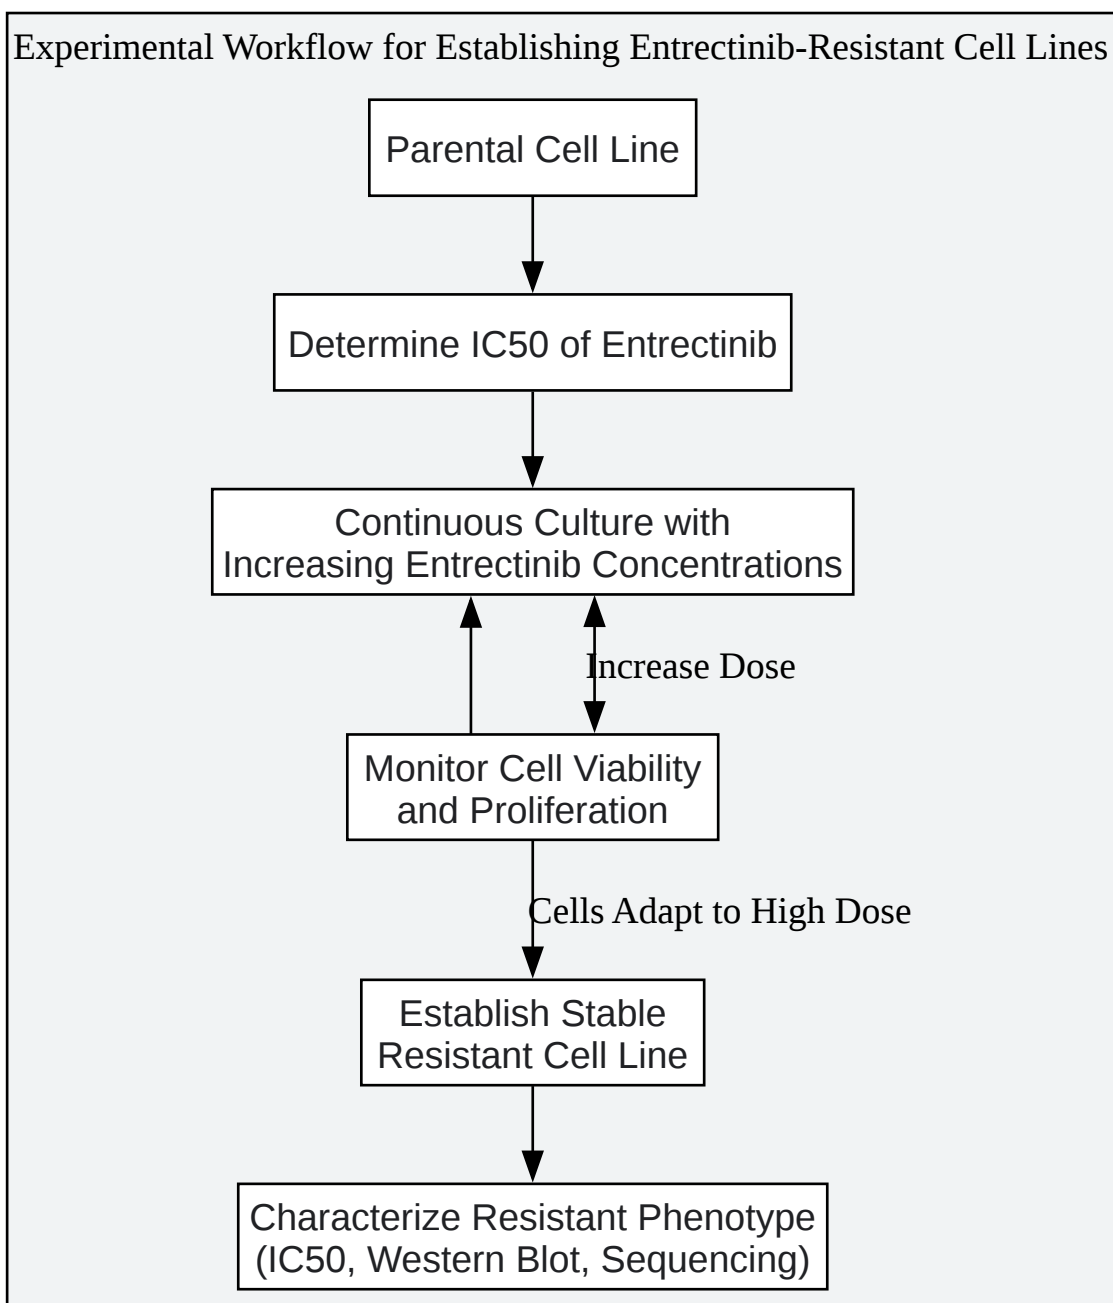 Experimental Workflow for Establishing Entrectinib-Resistant Cell Lines
Parental Cell Line
Determine IC50 of Entrectinib
Continuous Culture with
Increasing Entrectinib Concentrations
Increase Dose
Monitor Cell Viability
and Proliferation
Cells Adapt to High Dose
Establish Stable
Resistant Cell Line
Characterize Resistant Phenotype
(IC50, Western Blot, Sequencing)